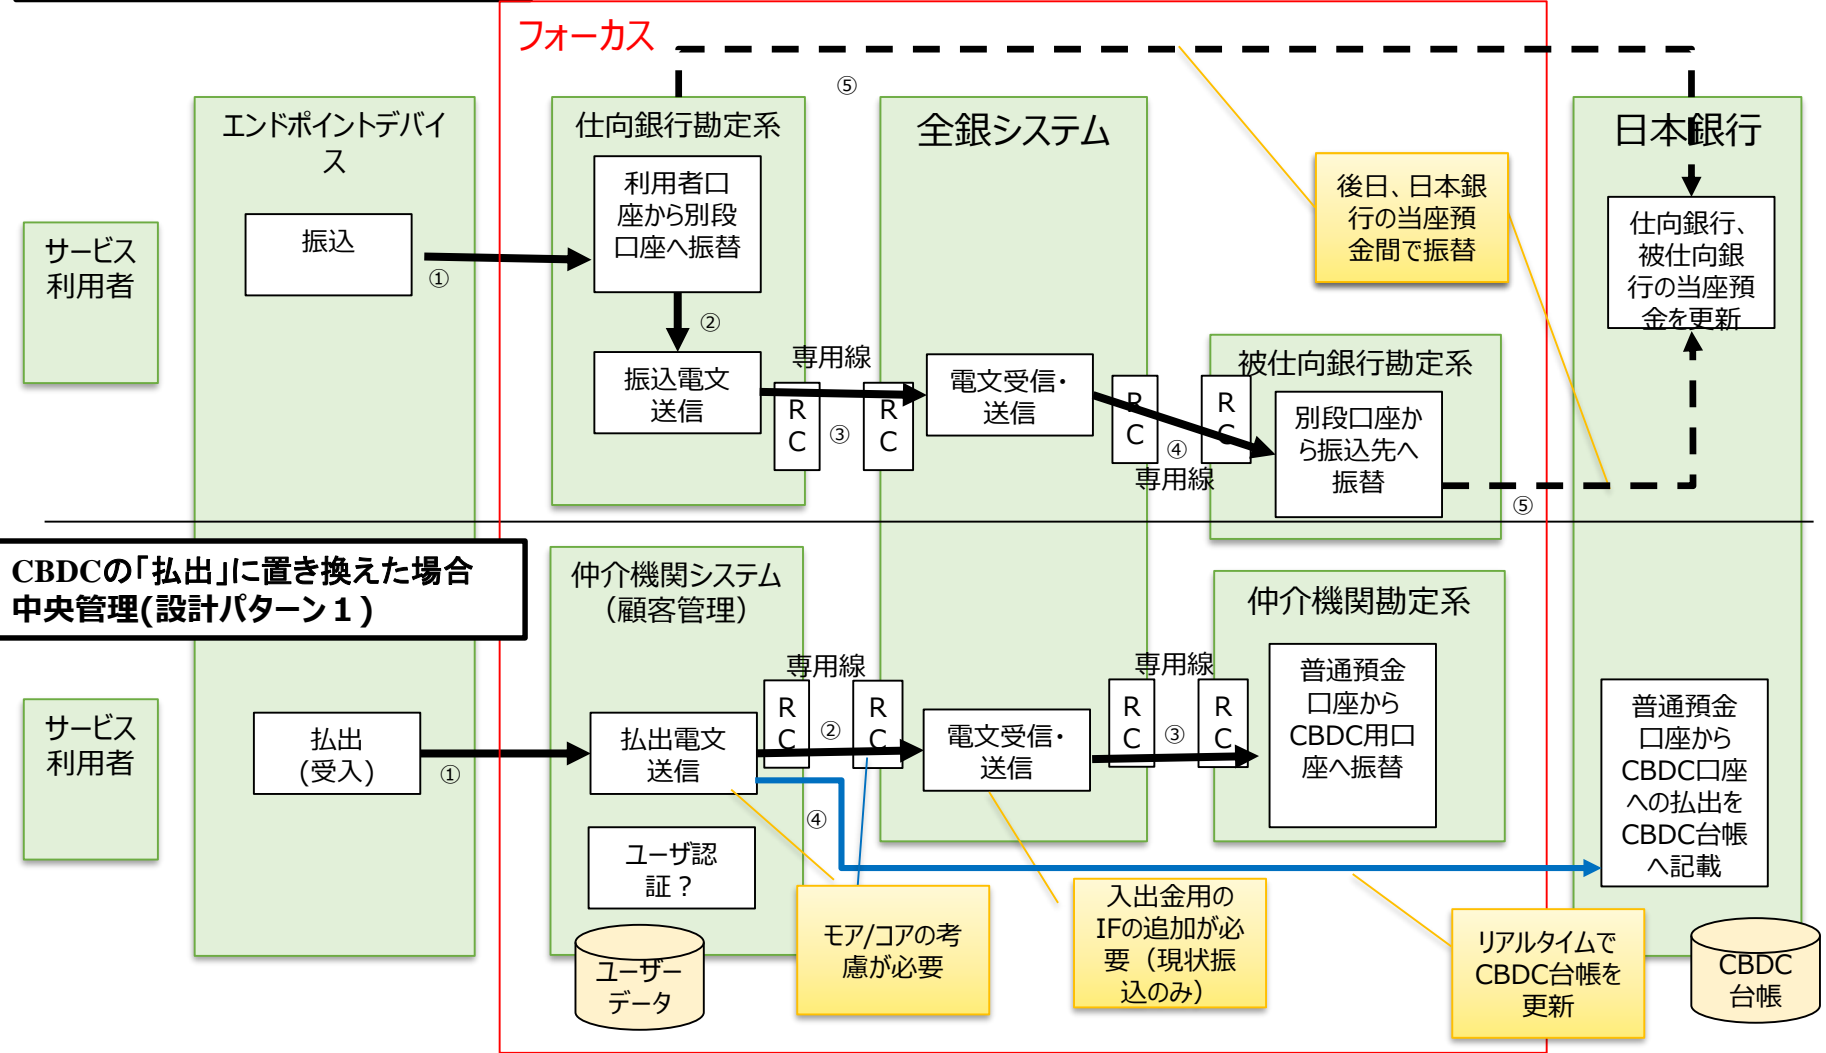 フォーカス
⑤
エンドポイントデバイ
ス
仕向銀行勘定系
全銀システム
日本銀行
利用者口
座から別段
口座へ振替
後日、日本銀
行の当座預
金間で振替
サービス
利用者
振込
①
仕向銀行、
被仕向銀
行の当座預
金を更新
②
専用線
振込電文
送信
R
C
③
R
C
電文受信・
送信
R
C
④
専用線
R
C
被仕向銀行勘定系
別段口座か
ら振込先へ
振替
⑤
CBDCの「払出」に置き換えた場合
中央管理(設計パターン１)
仲介機関システム
（顧客管理）
仲介機関勘定系
専用線
専用線
サービス
利用者
払出
(受入)
①
払出電文
送信
R
C
②
R
C
電文受信・
送信
R
C
③
R
C
普通預金
口座から
CBDC用口
座へ振替
普通預金
口座から
CBDC口座
への払出を
CBDC台帳
へ記載
④
ユーザ認
証？
ユーザー
データ
モア/コアの考
慮が必要
入出金用の
IFの追加が必
要（現状振
込のみ）
リアルタイムで
CBDC台帳を
更新
CBDC
台帳